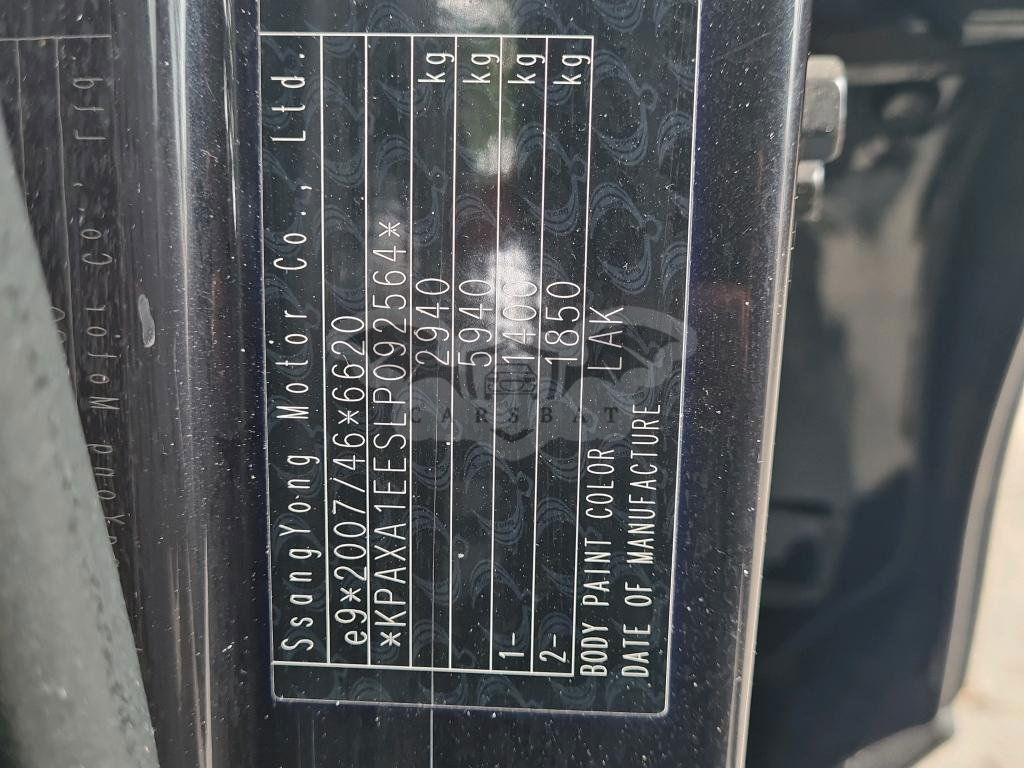 SsangYong Motor Co., Ltd.
e9*2007/46*6620
*KPAXA1EESLP092564*
2940 kg
5940 kg
1- 1400 kg
2- 1850 kg
BODY PAINT COLOR LAK
DATE OF MANUFACTURE
CARSBAT